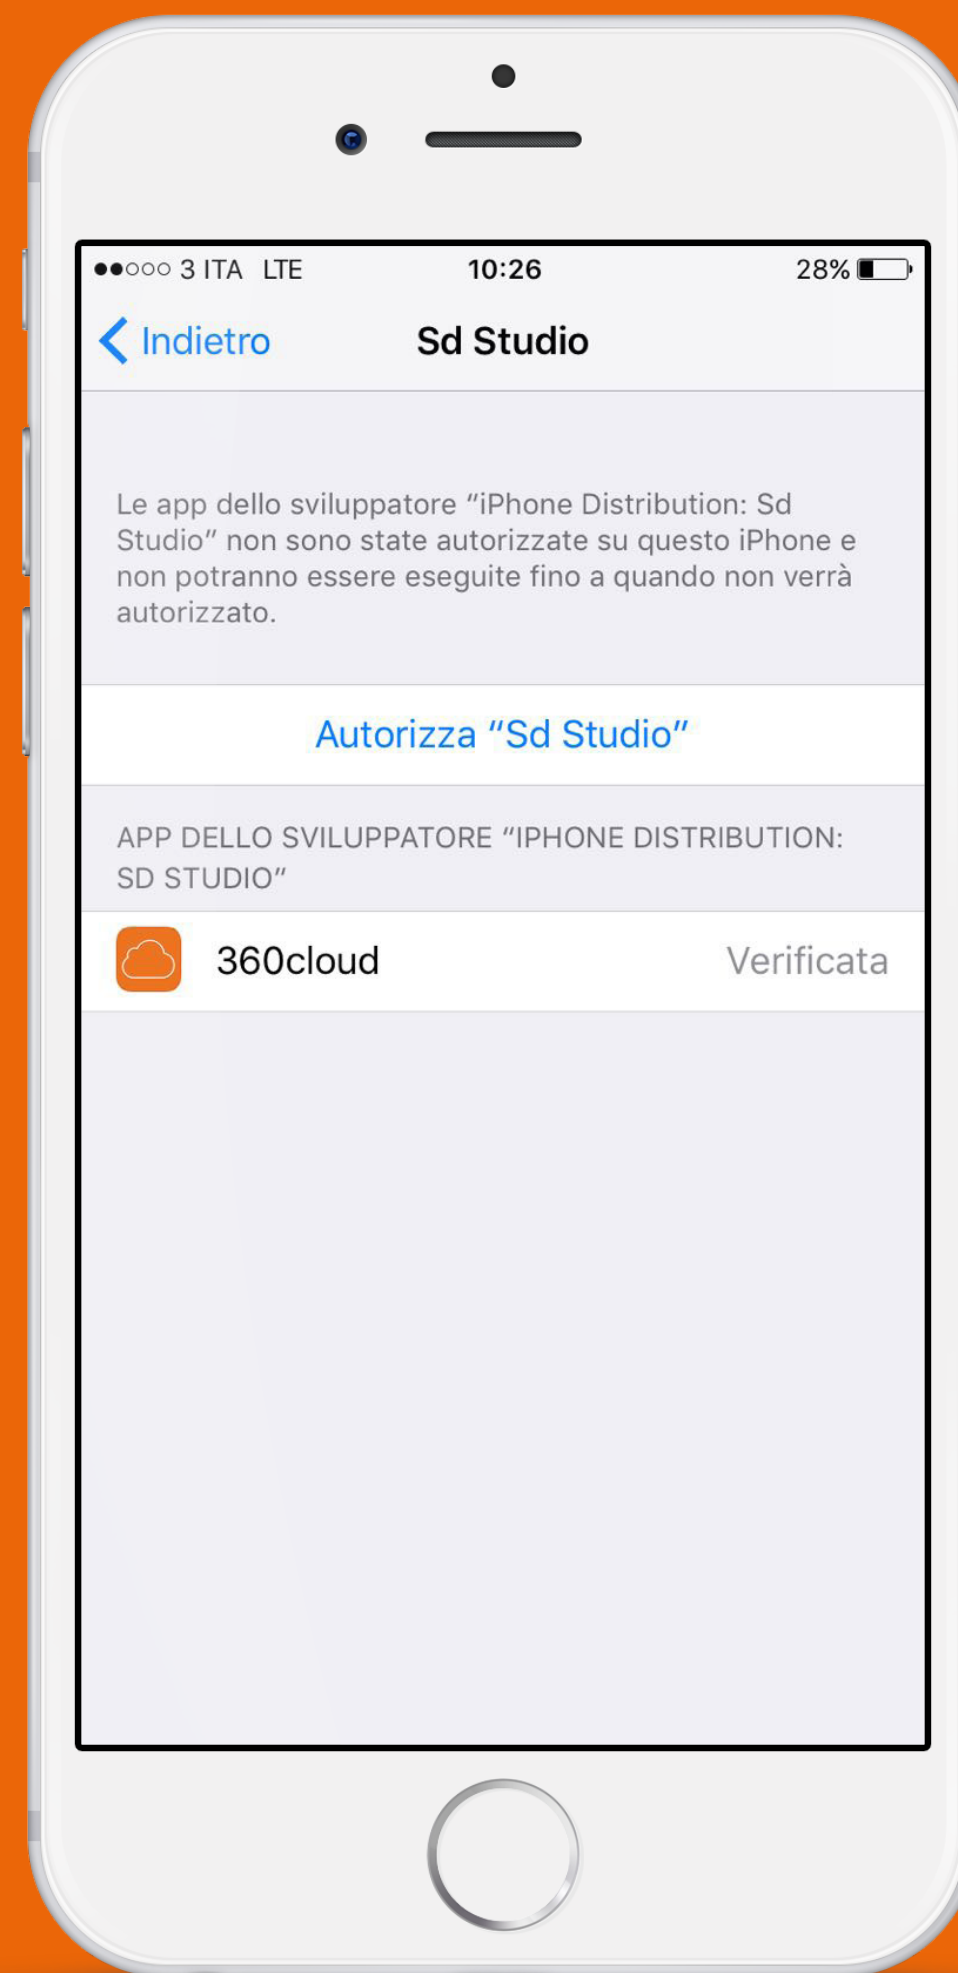 3 ITA LTE 10:26 28%
Indietro Sd Studio
Le app dello sviluppatore “iPhone Distribution: Sd
Studio” non sono state autorizzate su questo iPhone e
non potranno essere eseguite fino a quando non verrà
autorizzato.
Autorizza “Sd Studio”
APP DELLO SVILUPPATORE “IPHONE DISTRIBUTION:
SD STUDIO”
360cloud Verificata